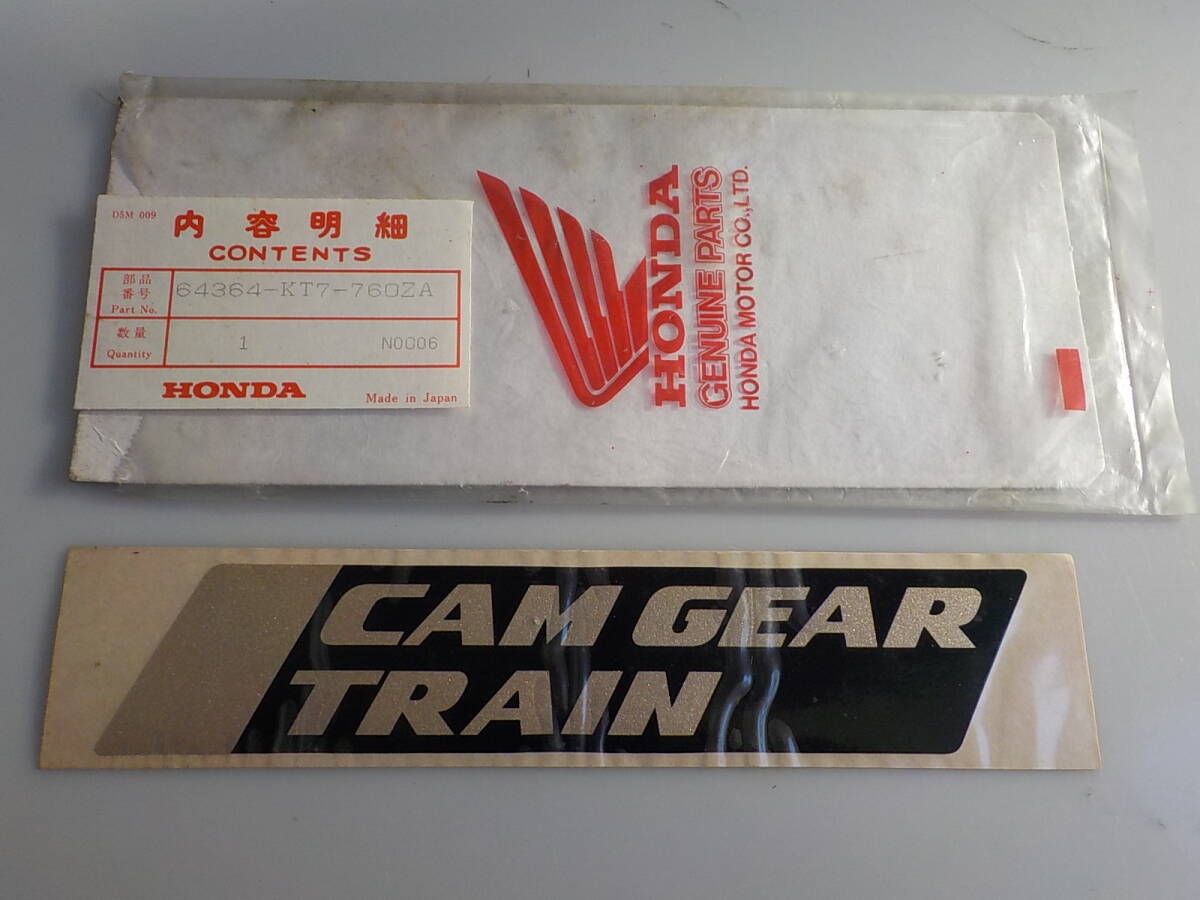 D5M 009
内容明細
CONTENTS
部品
番号
Part No.
64364-KT7-760ZA
数量
Quantity
1
N0C06
HONDA
Made in Japan
HONDA
GENUINE PARTS
HONDA MOTOR CO.,LTD.
CAM GEAR
TRAIN